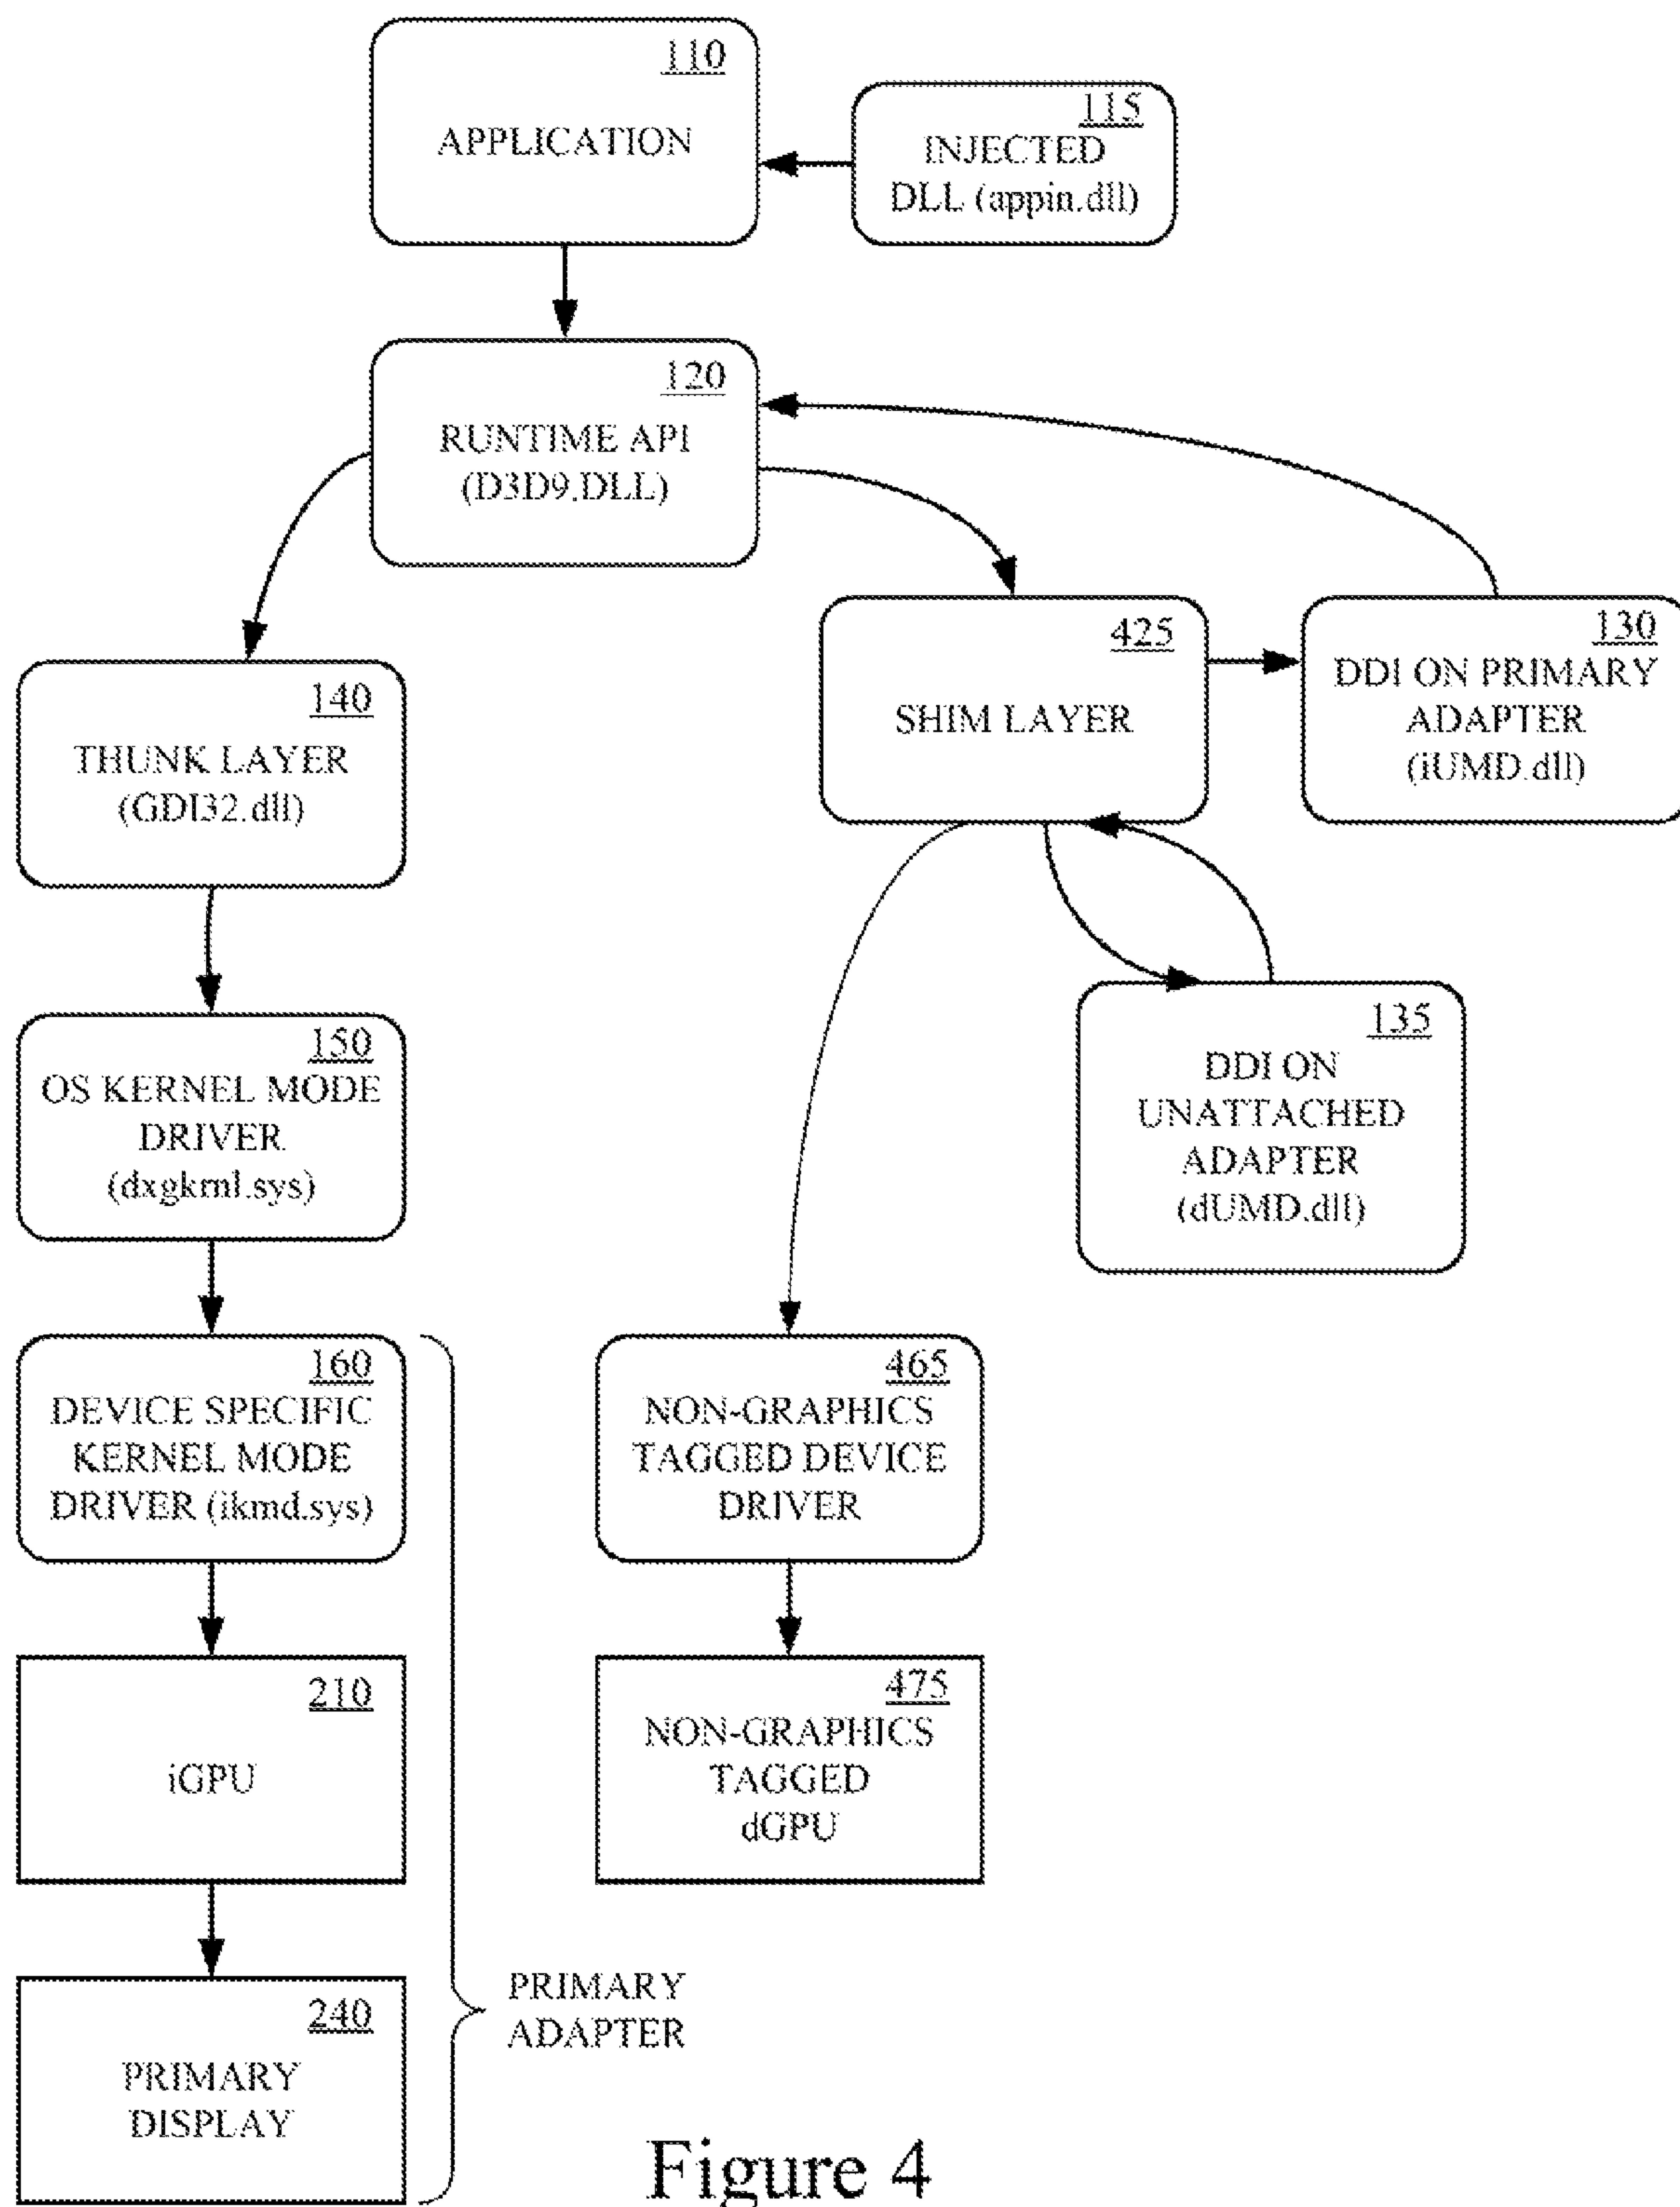 110
APPLICATION
115
INJECTED
DLL (appin.dll)
120
RUNTIME API
(D3D9.DLL)
425
SHIM LAYER
130
DDI ON PRIMARY
ADAPTER
(iUMD.dll)
140
THUNK LAYER
(GDI32.dll)
135
DDI ON
UNATTACHED
ADAPTER
(dUMD.dll)
150
OS KERNEL MODE
DRIVER
(dxgkrnl.sys)
160
DEVICE SPECIFIC
KERNEL MODE
DRIVER (ikmd.sys)
465
NON-GRAPHICS
TAGGED DEVICE
DRIVER
210
iGPU
475
NON-GRAPHICS
TAGGED
dGPU
240
PRIMARY
DISPLAY
PRIMARY
ADAPTER
Figure 4